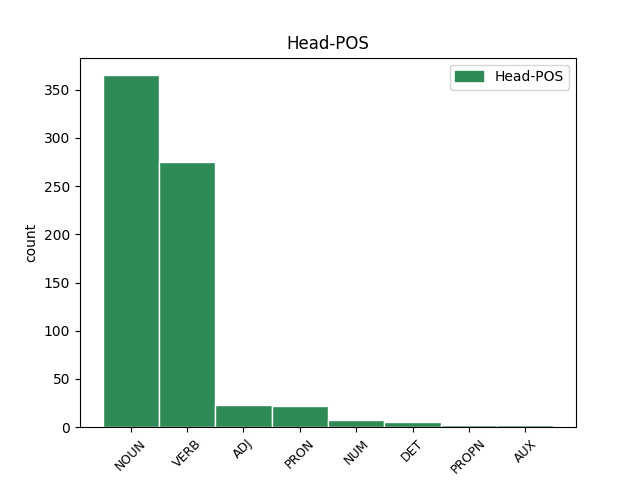 Head-POS
Head-POS
count
350
300
250
200
150
100
50
0
NOUN
VERB
ADJ
PRON
NUM
DET
PROPN
AUX